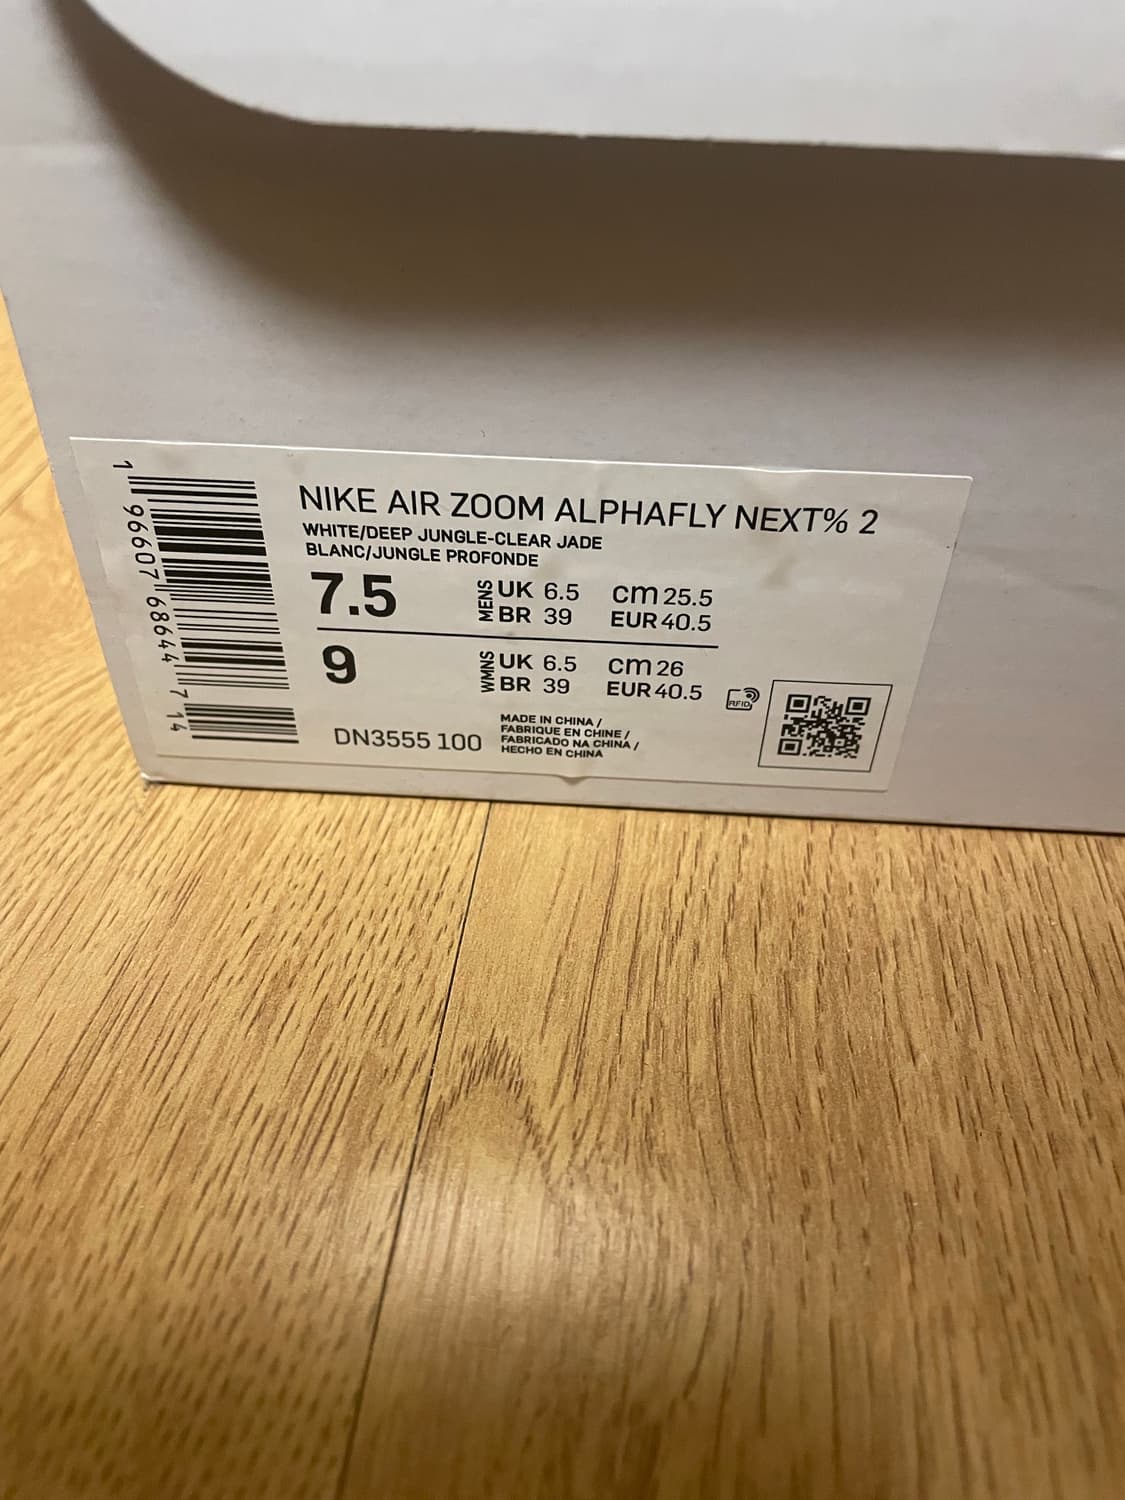 NIKE AIR ZOOM ALPHAFLY NEXT% 2
WHITE/DEEP JUNGLE-CLEAR JADE
BLANC/JUNGLE PROFONDE
7.5 MENS UK 6.5 cm 25.5
BR 39 EUR 40.5
9 WMNS UK 6.5 cm 26
BR 39 EUR 40.5
RFID
DN3555 100
MADE IN CHINA /
FABRIQUE EN CHINE /
FABRICADO NA CHINA /
HECHO EN CHINA
1 96607 68644 7 14